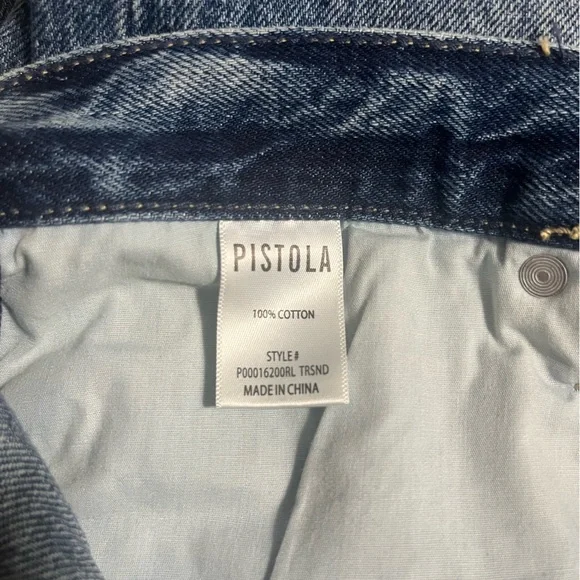 PISTOLA
100% COTTON
STYLE#
P00016200RL TRSND
MADE IN CHINA